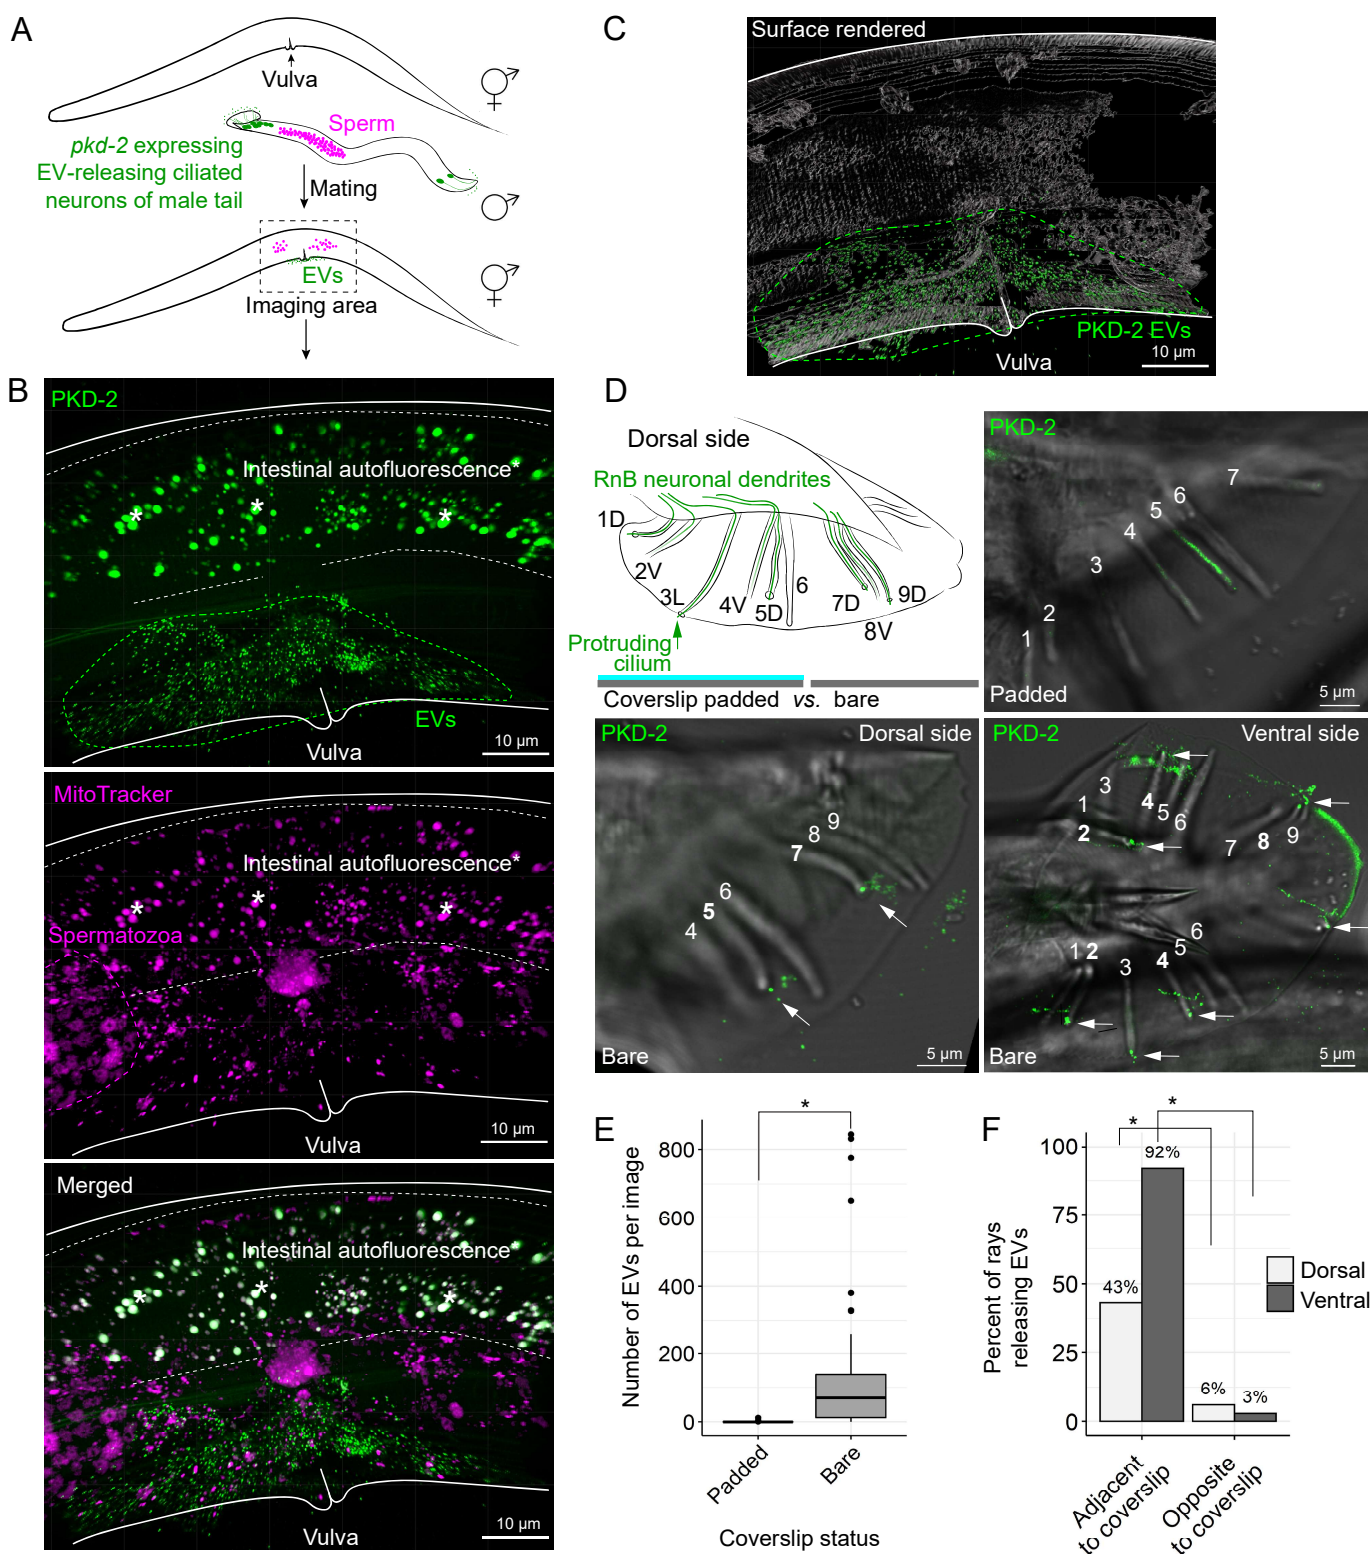 A
Vulva
Sperm
pkd-2 expressing
EV-releasing ciliated
neurons of male tail
Mating
EVs
Imaging area
B
PKD-2
Intestinal autofluorescence*
*
*
*
EVs
Vulva
10 µm
MitoTracker
Intestinal autofluorescence*
*
*
*
Spermatozoa
Vulva
10 µm
Merged
Intestinal autofluorescence*
*
*
*
Vulva
10 µm
C
Surface rendered
PKD-2 EVs
Vulva
10 µm
D
Dorsal side
RnB neuronal dendrites
1D
2V
3L
4V
5D
6
7D
8V
9D
Protruding
cilium
Coverslip padded vs. bare
PKD-2
7
6
5
4
3
2
1
Padded
5 µm
PKD-2
Dorsal side
9
8
7
6
5
4
Bare
5 µm
PKD-2
Ventral side
3
1
4
5
2
6
7
8
9
1
2
3
4
5
6
Bare
5 µm
E
*
Number of EVs per image
800
600
400
200
0
Padded
Bare
Coverslip status
F
*
*
Percent of rays
releasing EVs
100
75
50
25
0
43%
92%
6%
3%
Dorsal
Ventral
Adjacent
to coverslip
Opposite
to coverslip